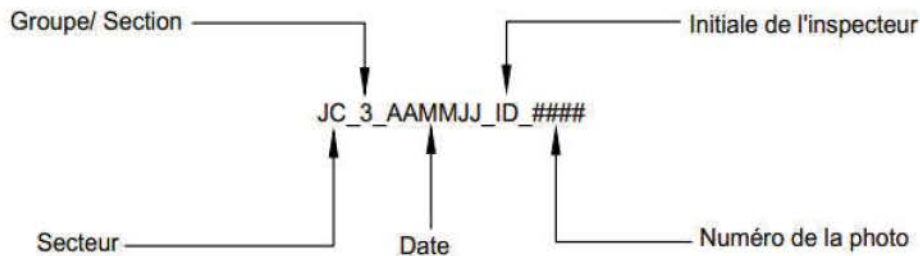 Groupe/ Section
Initiale de l'inspecteur
JC_3_AAMMJJ_ID_####
Secteur
Date
Numéro de la photo